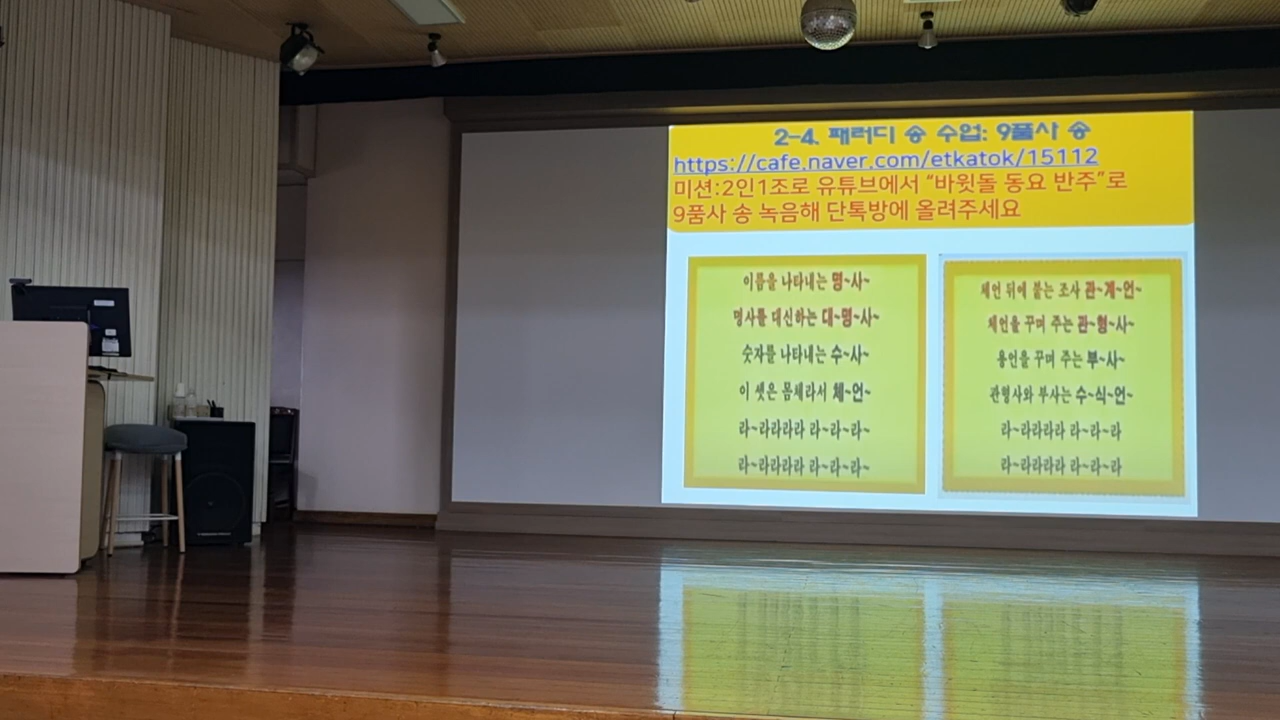 2-4. 패러디 송 수업: 9품사 송
https://cafe.naver.com/etkatok/15112
미션:2인1조로 유튜브에서 “바윗돌 동요 반주”로
9품사 송 녹음해 단톡방에 올려주세요
이름을 나타내는 명~사~
명사를 대신하는 대~명~사~
숫자를 나타내는 수~사~
이 셋은 몸세라서 체~언~
라~라라라라 라~라~라~
라~라라라라 라~라~라~
체언 뒤에 붙는 조사 관~계~언~
체언을 꾸며 주는 관~형~사~
용언을 꾸며 주는 부~사~
관형사와 부사는 수~식~언~
라~라라라라 라~라~라
라~라라라라 라~라~라